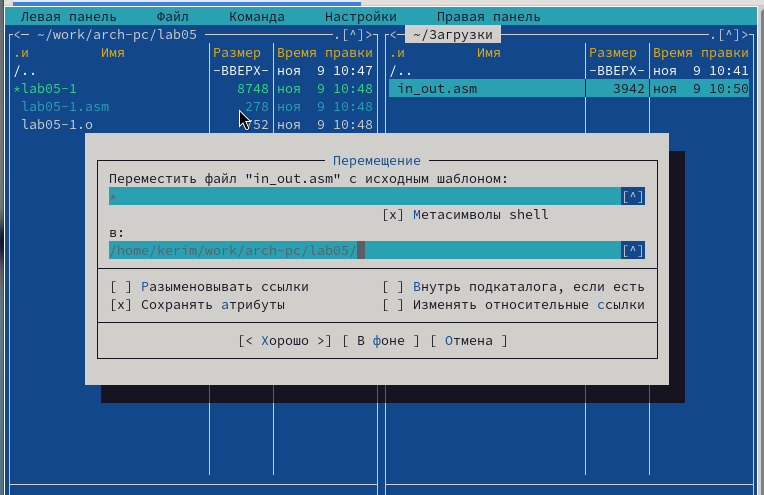 Левая панель Файл Команда Настройки Правая панель
<─ ~/work/arch-pc/lab05 .[^]> <─ ~/Загрузки .[^]>
.и Имя Размер Время правки .и Имя Размер Время правки
/.. -ВВЕРХ- ноя 9 10:47 /.. -ВВЕРХ- ноя 9 10:41
*lab05-1 8748 ноя 9 10:48 in_out.asm 3942 ноя 9 10:50
lab05-1.asm 278 ноя 9 10:48
lab05-1.o 752 ноя 9 10:48
Перемещение
Переместить файл "in_out.asm" с исходным шаблоном:
* [^]
[x] Метасимволы shell
в:
/home/kerim/work/arch-pc/lab05/ [^]
[ ] Разыменовывать ссылки [ ] Внутрь подкаталога, если есть
[x] Сохранять атрибуты [ ] Изменять относительные ссылки
[< Хорошо >] [ В фоне ] [ Отмена ]